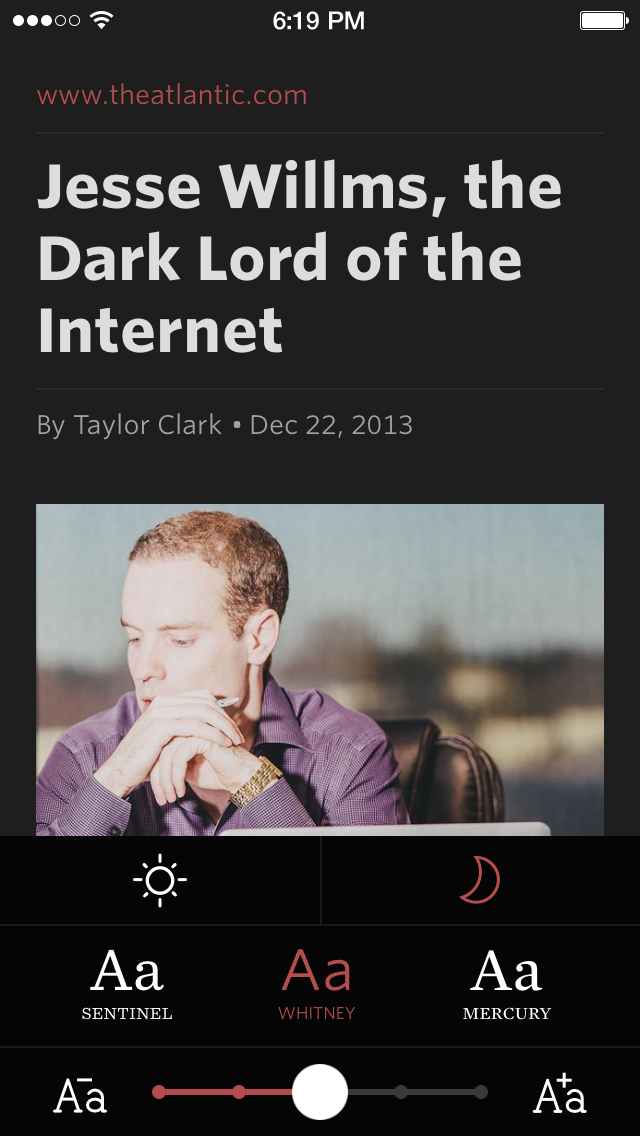 6:19 PM
www.theatlantic.com
Jesse Willms, the
Dark Lord of the
Internet
By Taylor Clark • Dec 22, 2013
Aa Aa Aa
SENTINEL WHITNEY MERCURY
Aa- Aa+